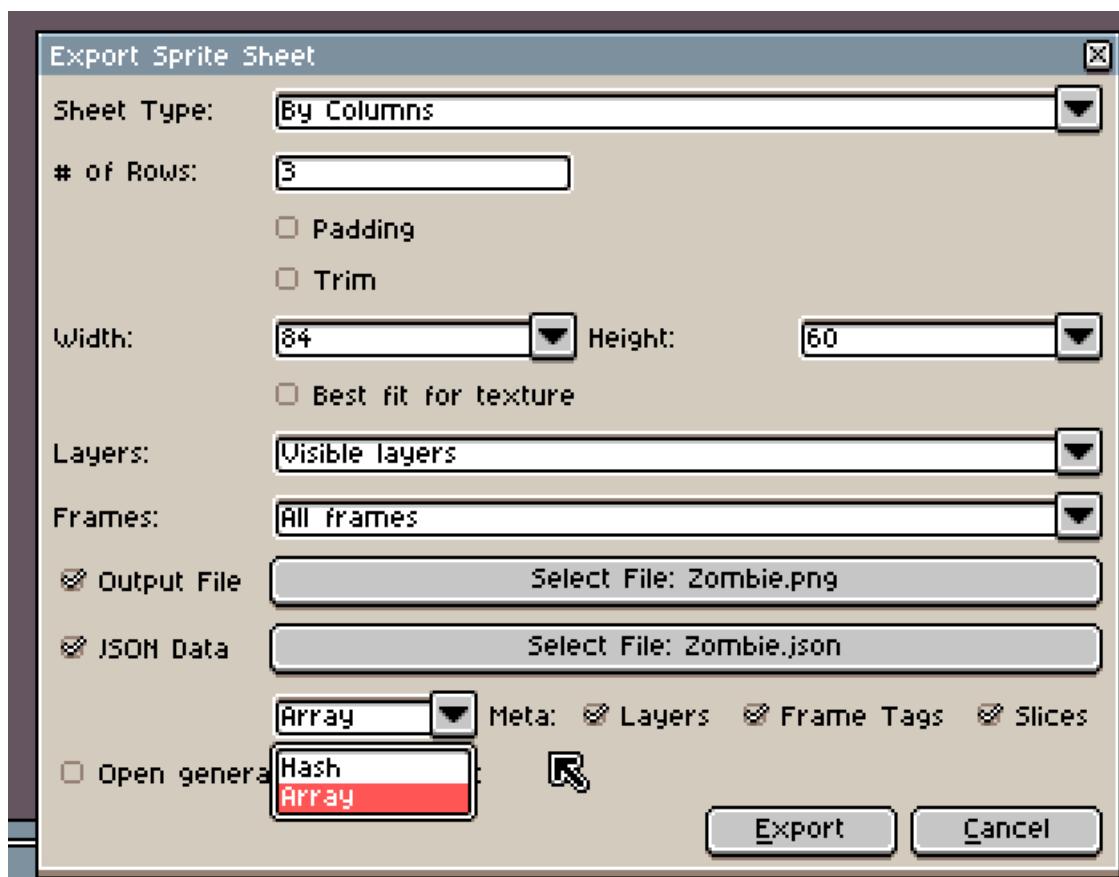 Export Sprite Sheet
Sheet Type: By Columns
# of Rows: 3
Padding
Trim
Width: 84 Height: 60
Best fit for texture
Layers: Visible layers
Frames: All frames
Output File Select File: Zombie.png
JSON Data Select File: Zombie.json
Array Meta: Layers Frame Tags Slices
Hash
Open genera
Array
Export Cancel